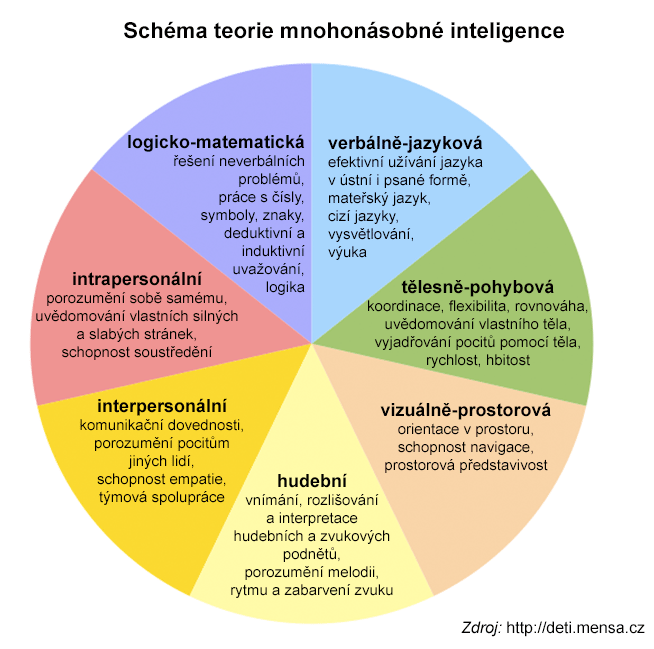 Schéma teorie mnohonásobné inteligence
logicko-matematická
řešení neverbálních
problémů,
práce s čísly,
symboly, znaky,
deduktivní a
induktivní
uvažování,
logika
verbálně-jazyková
efektivní užívání jazyka
v ústní i psané formě,
mateřský jazyk,
cizí jazyky,
vysvětlování,
výuka
intrapersonální
porozumění sobě samému,
uvědomování vlastních silných
a slabých stránek,
schopnost soustředění
tělesně-pohybová
koordinace, flexibilita, rovnováha,
uvědomování vlastního těla,
vyjadřování pocitů pomocí těla,
rychlost, hbitost
interpersonální
komunikační dovednosti,
porozumění pocitům
jiných lidí,
schopnost empatie,
týmová spolupráce
vizuálně-prostorová
orientace v prostoru,
schopnost navigace,
prostorová představivost
hudební
vnímání, rozlišování
a interpretace
hudebních a zvukových
podnětů,
porozumění melodii,
rytmu a zabarvení zvuku
Zdroj: http://deti.mensa.cz